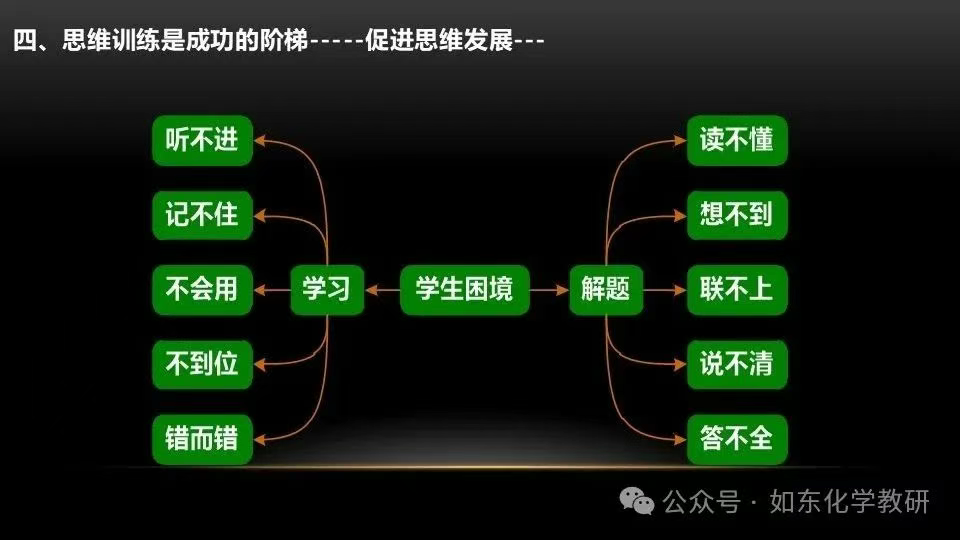 四、思维训练是成功的阶梯-----促进思维发展---
听不进
读不懂
记不住
想不到
不会用
学习
学生困境
解题
联不上
不到位
说不清
错而错
答不全
公众号·如东化学教研